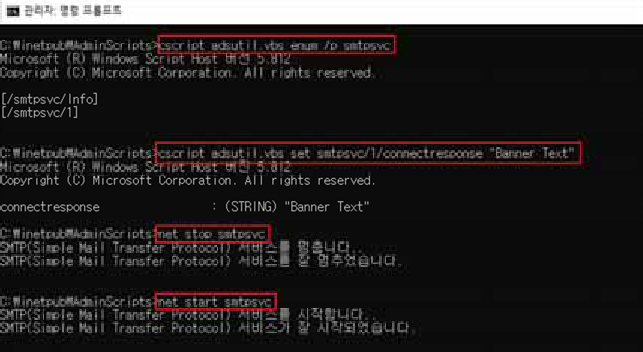 관리자: 명령 프롬프트
C:₩inetpub₩AdminScripts>cscript adsutil.vbs enum /p smtpsvc
Microsoft (R) Windows Script Host 버전 5.812
Copyright (C) Microsoft Corporation. All rights reserved.
[/smtpsvc/Info]
[/smtpsvc/1]
C:₩inetpub₩AdminScripts>cscript adsutil.vbs set smtpsvc/1/connectresponse "Banner Text"
Microsoft (R) Windows Script Host 버전 5.812
Copyright (C) Microsoft Corporation. All rights reserved.
connectresponse : (STRING) "Banner Text"
C:₩inetpub₩AdminScripts>net stop smtpsvc
SMTP(Simple Mail Transfer Protocol) 서비스를 멈춥니다..
SMTP(Simple Mail Transfer Protocol) 서비스를 잘 멈추었습니다.
C:₩inetpub₩AdminScripts>net start smtpsvc
SMTP(Simple Mail Transfer Protocol) 서비스를 시작합니다..
SMTP(Simple Mail Transfer Protocol) 서비스가 잘 시작되었습니다.